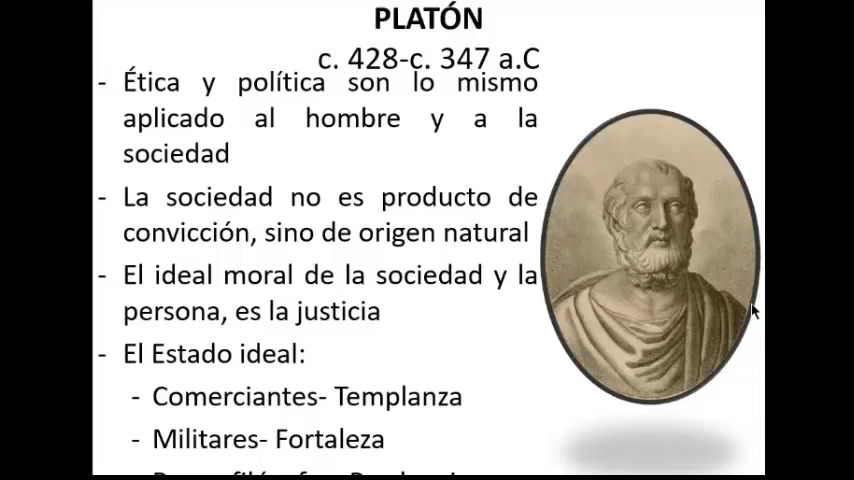 PLATÓN
c. 428-c. 347 a.C
- Ética y política son lo mismo
aplicado al hombre y a la
sociedad
- La sociedad no es producto de
convicción, sino de origen natural
- El ideal moral de la sociedad y la
persona, es la justicia
- El Estado ideal:
- Comerciantes- Templanza
- Militares- Fortaleza